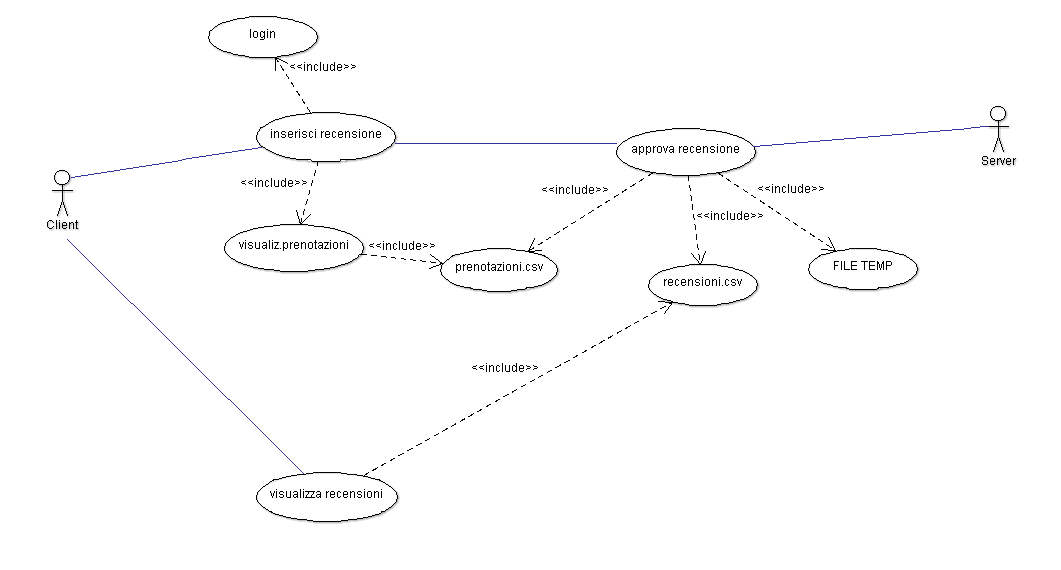 login
<<include>>
inserisci recensione
approva recensione
Server
<<include>>
<<include>>
<<include>>
Client
<<include>>
visualiz.prenotazioni
<<include>>
prenotazioni.csv
FILE TEMP
recensioni.csv
<<include>>
visualizza recensioni